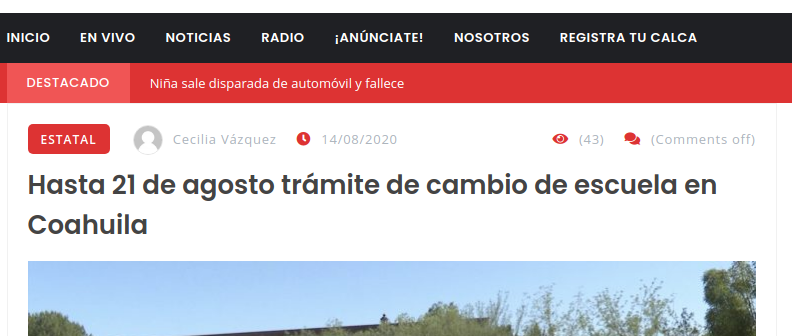 INICIO EN VIVO NOTICIAS RADIO ¡ANÚNCIATE! NOSOTROS REGISTRA TU CALCA
DESTACADO Niña sale disparada de automóvil y fallece
ESTATAL Cecilia Vázquez 14/08/2020 (43) (Comments off)
Hasta 21 de agosto trámite de cambio de escuela en
Coahuila